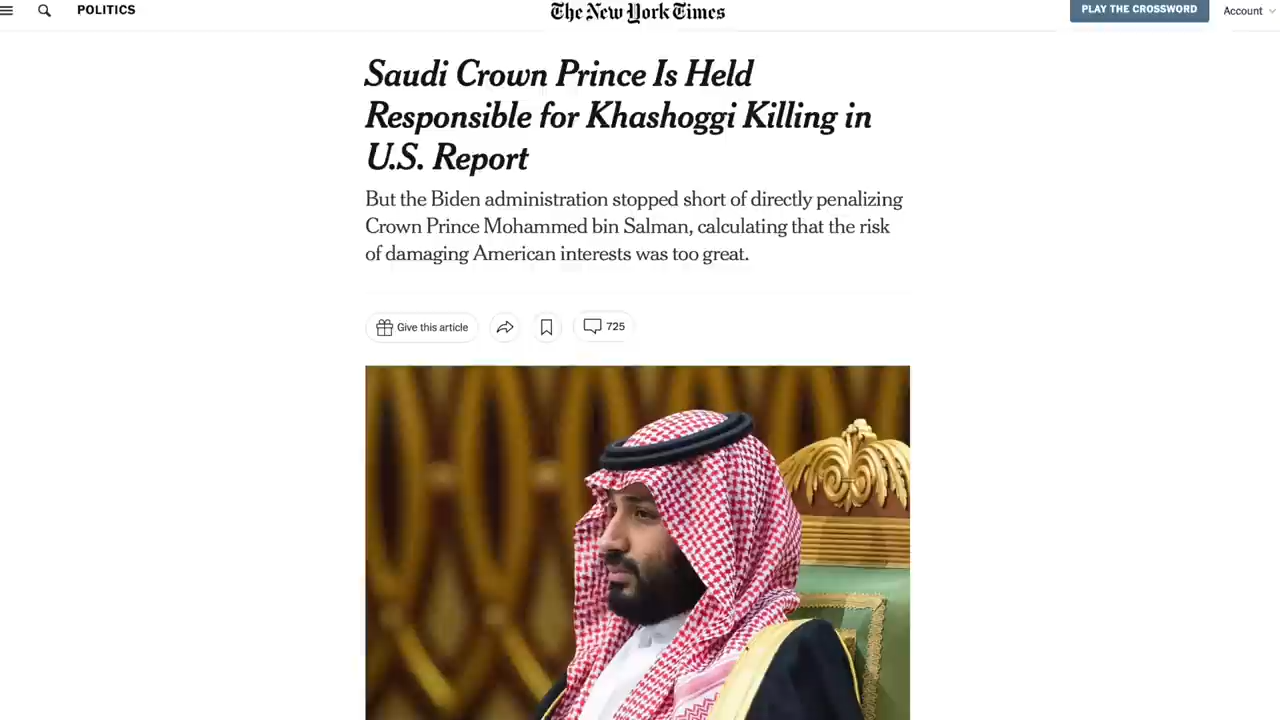 POLITICS
The New York Times
PLAY THE CROSSWORD
Account
Saudi Crown Prince Is Held
Responsible for Khashoggi Killing in
U.S. Report
But the Biden administration stopped short of directly penalizing
Crown Prince Mohammed bin Salman, calculating that the risk
of damaging American interests was too great.
Give this article
725